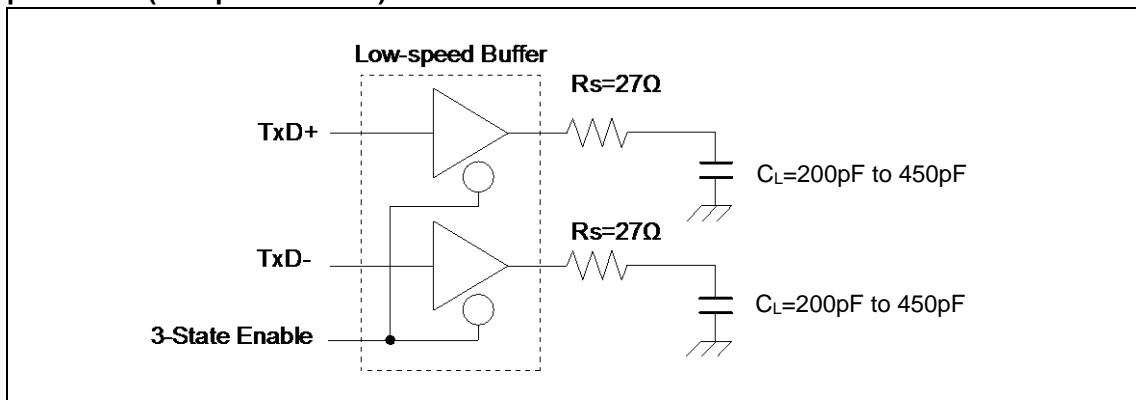 Low-speed Buffer
Rs=27Ω
TxD+
CL=200pF to 450pF
Rs=27Ω
TxD-
CL=200pF to 450pF
3-State Enable